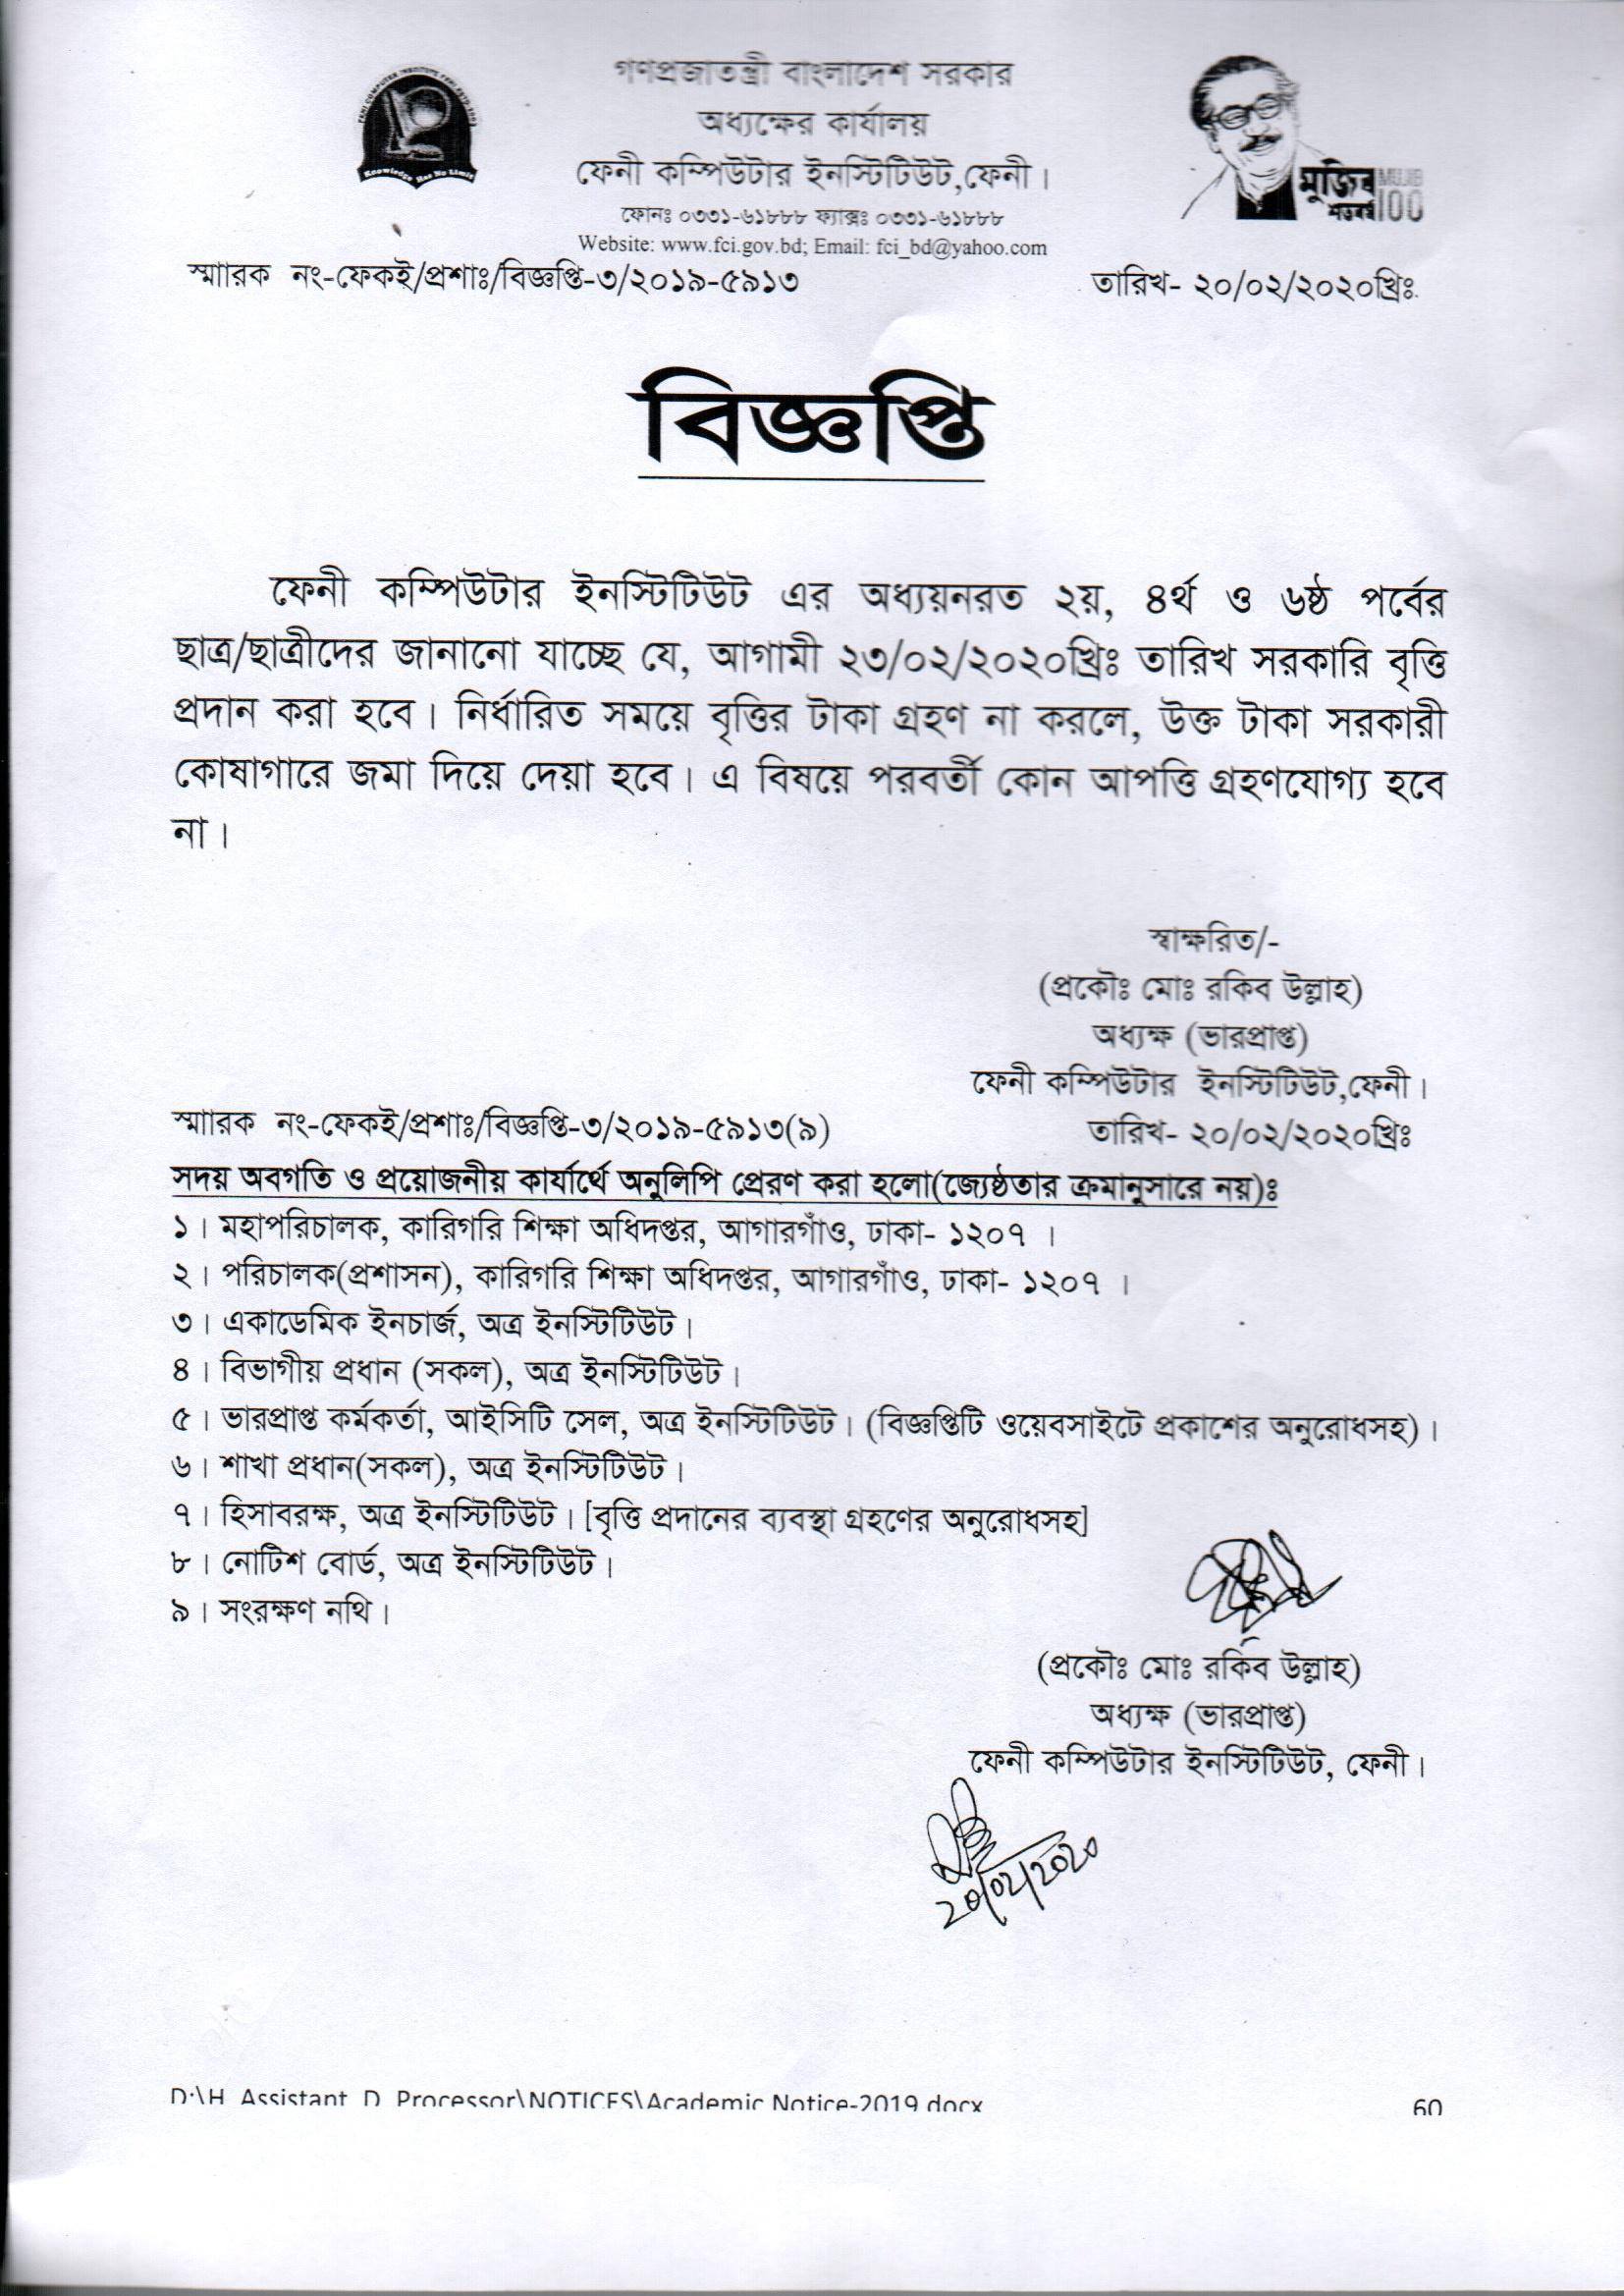 গণপ্রজাতন্ত্রী বাংলাদেশ সরকার
অধ্যক্ষের কার্যালয়
ফেনী কম্পিউটার ইনস্টিটিউট,ফেনী।
ফোনঃ ০৩৩১-৬১৮৮৮ ফ্যাক্সঃ ০৩৩১-৬১৮৮৮
Website: www.fci.gov.bd; Email: fci_bd@yahoo.com
Knowledge Has No Limit
মুজিব শতবর্ষ MUJIB 100
স্মাারক নং-ফেকই/প্রশাঃ/বিজ্ঞপ্তি-৩/২০১৯-৫৯১৩ তারিখ- ২০/০২/২০২০খ্রিঃ
বিজ্ঞপ্তি
ফেনী কম্পিউটার ইনস্টিটিউট এর অধ্যয়নরত ২য়, ৪র্থ ও ৬ষ্ঠ পর্বের
ছাত্র/ছাত্রীদের জানানো যাচ্ছে যে, আগামী ২৩/০২/২০২০খ্রিঃ তারিখ সরকারি বৃত্তি
প্রদান করা হবে। নির্ধারিত সময়ে বৃত্তির টাকা গ্রহণ না করলে, উক্ত টাকা সরকারী
কোষাগারে জমা দিয়ে দেয়া হবে। এ বিষয়ে পরবর্তী কোন আপত্তি গ্রহণযোগ্য হবে
না।
স্বাক্ষরিত/-
(প্রকৌঃ মোঃ রকিব উল্লাহ)
অধ্যক্ষ (ভারপ্রাপ্ত)
ফেনী কম্পিউটার ইনস্টিটিউট,ফেনী।
স্মাারক নং-ফেকই/প্রশাঃ/বিজ্ঞপ্তি-৩/২০১৯-৫৯১৩(৯) তারিখ- ২০/০২/২০২০খ্রিঃ
সদয় অবগতি ও প্রয়োজনীয় কার্যার্থে অনুলিপি প্রেরণ করা হলো(জ্যেষ্ঠতার ক্রমানুসারে নয়)ঃ
১। মহাপরিচালক, কারিগরি শিক্ষা অধিদপ্তর, আগারগাঁও, ঢাকা- ১২০৭ ।
২। পরিচালক(প্রশাসন), কারিগরি শিক্ষা অধিদপ্তর, আগারগাঁও, ঢাকা- ১২০৭ ।
৩। একাডেমিক ইনচার্জ, অত্র ইনস্টিটিউট।
৪। বিভাগীয় প্রধান (সকল), অত্র ইনস্টিটিউট।
৫। ভারপ্রাপ্ত কর্মকর্তা, আইসিটি সেল, অত্র ইনস্টিটিউট। (বিজ্ঞপ্তিটি ওয়েবসাইটে প্রকাশের অনুরোধসহ)।
৬। শাখা প্রধান(সকল), অত্র ইনস্টিটিউট।
৭। হিসাবরক্ষ, অত্র ইনস্টিটিউট। [বৃত্তি প্রদানের ব্যবস্থা গ্রহণের অনুরোধসহ]
৮। নোটিশ বোর্ড, অত্র ইনস্টিটিউট।
৯। সংরক্ষণ নথি।
(প্রকৌঃ মোঃ রকিব উল্লাহ)
অধ্যক্ষ (ভারপ্রাপ্ত)
ফেনী কম্পিউটার ইনস্টিটিউট, ফেনী।
২০/০২/২০২০
D:\H_Assistant_D_Processor\NOTICES\Academic Notice-2019.docx 60